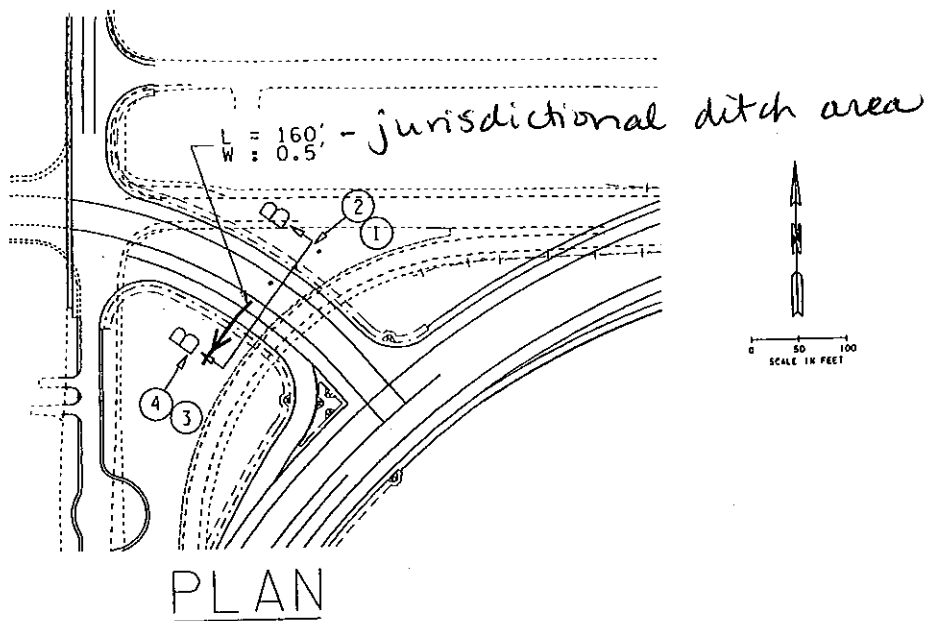 L = 160' - jurisdictional ditch area
W : 0.5'
B
2
1
B
4
3
N
0 50 100
SCALE IN FEET
PLAN